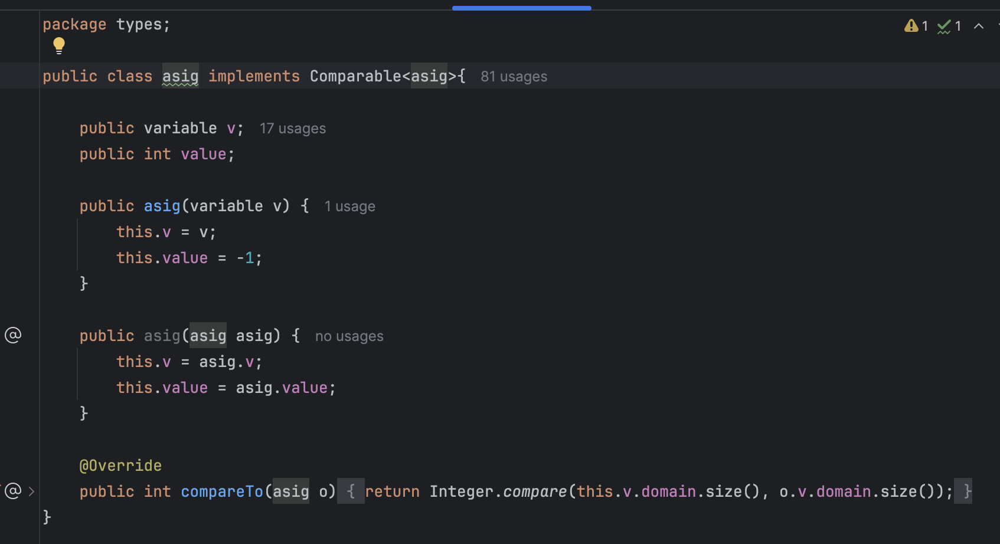 package types;
1 1
public class asig implements Comparable<asig>{ 81 usages
public variable v; 17 usages
public int value;
public asig(variable v) { 1 usage
this.v = v;
this.value = -1;
}
public asig(asig asig) { no usages
this.v = asig.v;
this.value = asig.value;
}
@Override
public int compareTo(asig o) { return Integer.compare(this.v.domain.size(), o.v.domain.size()); }
}